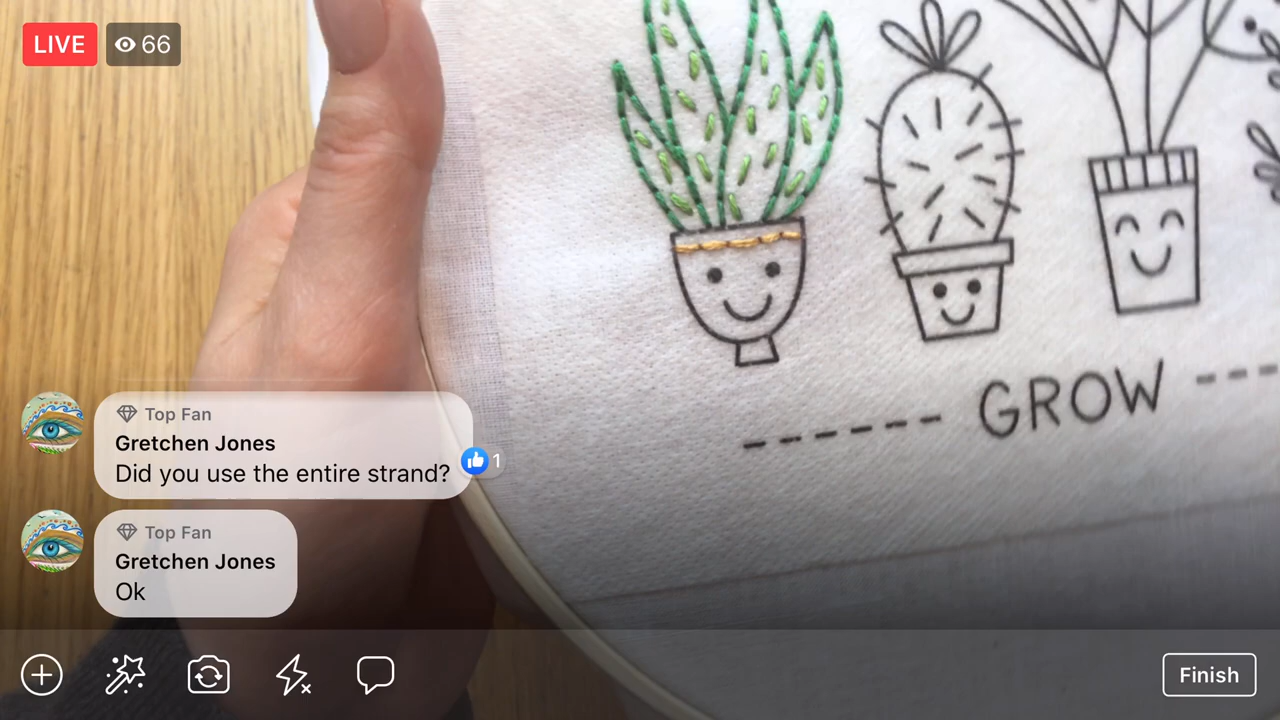 LIVE
66
Top Fan
Gretchen Jones
Did you use the entire strand?
1
Top Fan
Gretchen Jones
Ok
GROW
Finish